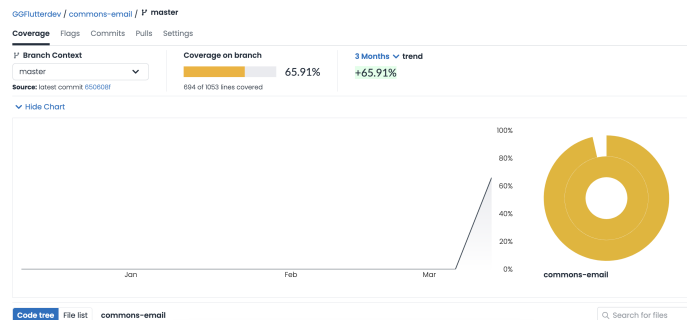 GGFlutterdev / commons-email / master
Coverage Flags Commits Pulls Settings
Branch Context
master
Source: latest commit 650608f
Coverage on branch
65.91%
694 of 1053 lines covered
3 Months trend
+65.91%
Hide Chart
100%
80%
60%
40%
20%
0%
Jan Feb Mar
commons-email
Code tree File list commons-email
Search for files